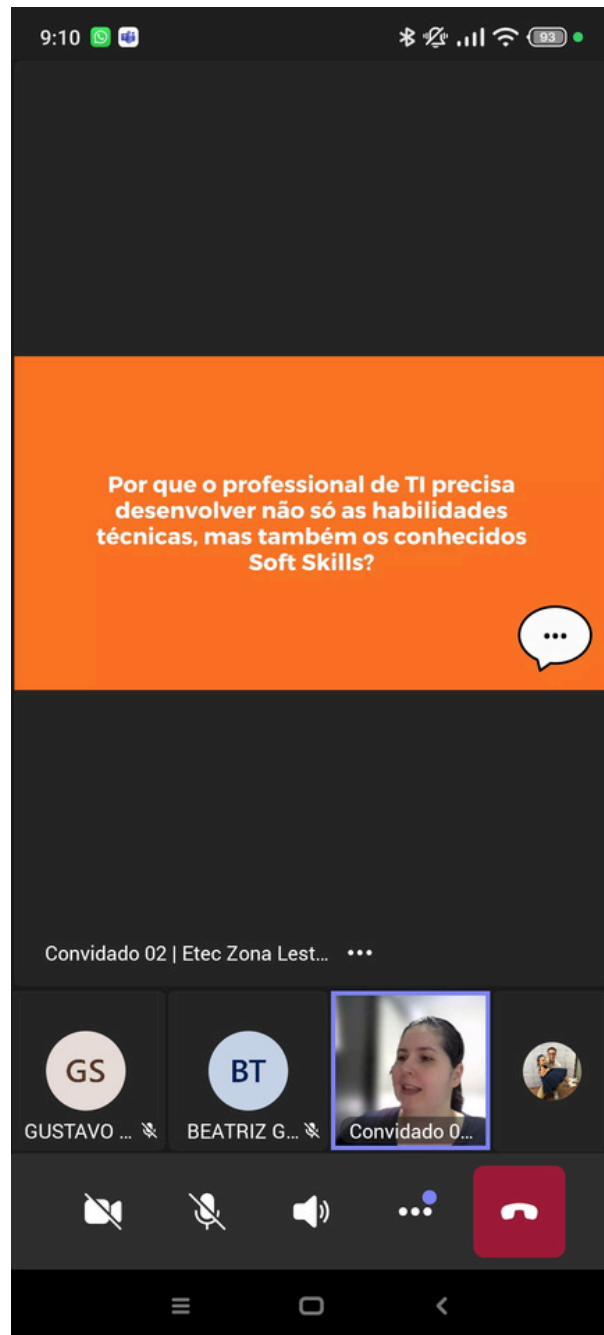 9:10
93
Por que o professional de TI precisa
desenvolver não só as habilidades
técnicas, mas também os conhecidos
Soft Skills?
Convidado 02 | Etec Zona Lest...
GS
BT
GUSTAVO ...
BEATRIZ G...
Convidado 0...